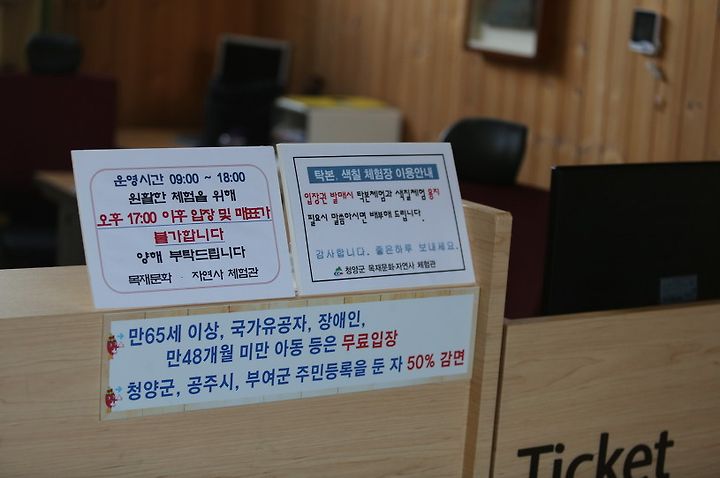 운영시간 09:00 ~ 18:00
원활한 체험을 위해
오후 17:00 이후 입장 및 매표가
불가합니다
양해 부탁드립니다
목재문화 · 자연사 체험관
탁본, 색칠 체험장 이용안내
입장권 발매시 탁본체험과 색칠체험 용지
필요시 말씀하시면 배부해 드립니다.
감사합니다. 좋은하루 보내세요.
청양군 목재문화·자연사 체험관
만65세 이상, 국가유공자, 장애인,
만48개월 미만 아동 등은 무료입장
청양군, 공주시, 부여군 주민등록을 둔 자 50% 감면
Ticket